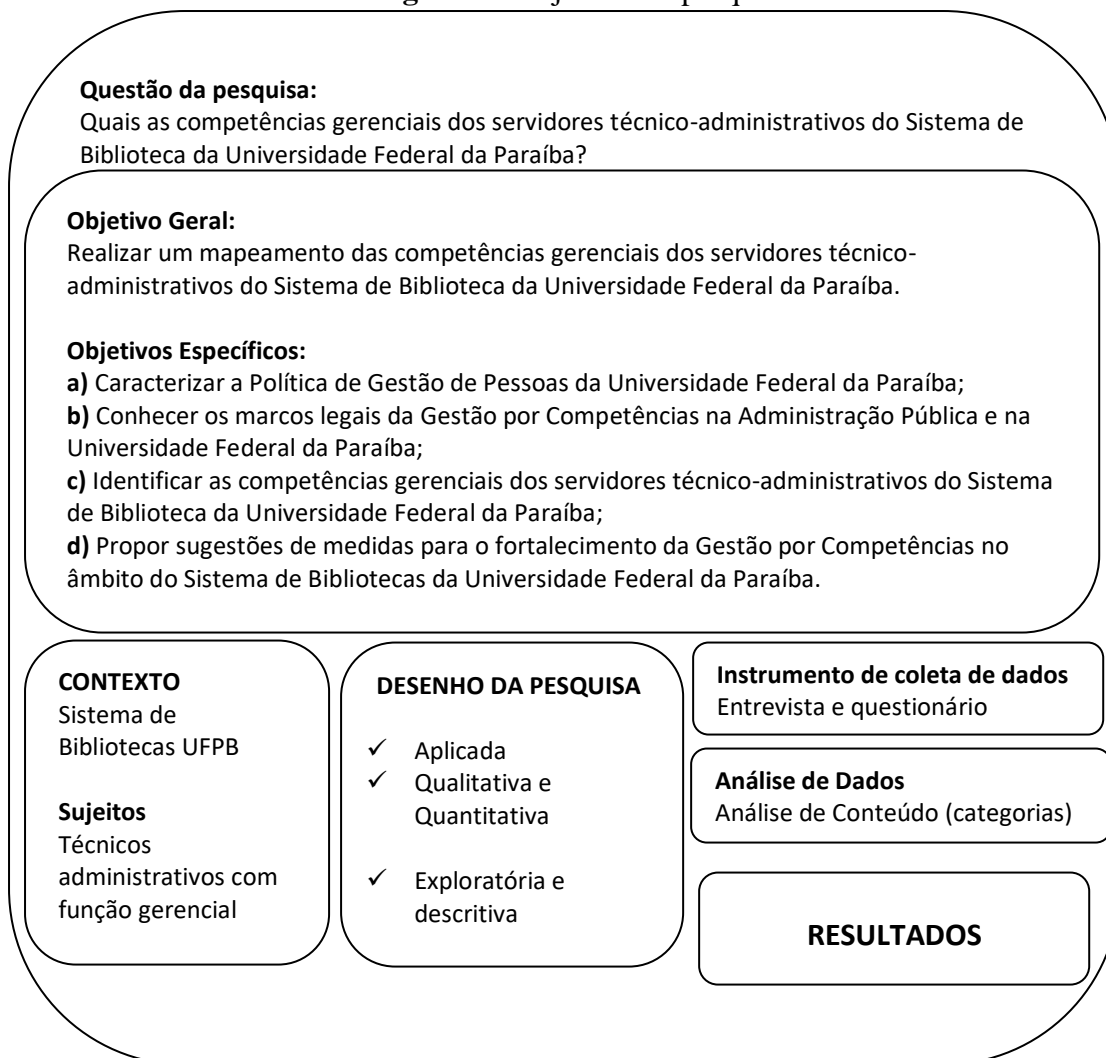 Questão da pesquisa:
Quais as competências gerenciais dos servidores técnico-administrativos do Sistema de
Biblioteca da Universidade Federal da Paraíba?
Objetivo Geral:
Realizar um mapeamento das competências gerenciais dos servidores técnico-
administrativos do Sistema de Biblioteca da Universidade Federal da Paraíba.
Objetivos Específicos:
a) Caracterizar a Política de Gestão de Pessoas da Universidade Federal da Paraíba;
b) Conhecer os marcos legais da Gestão por Competências na Administração Pública e na
Universidade Federal da Paraíba;
c) Identificar as competências gerenciais dos servidores técnico-administrativos do Sistema
de Biblioteca da Universidade Federal da Paraíba;
d) Propor sugestões de medidas para o fortalecimento da Gestão por Competências no
âmbito do Sistema de Bibliotecas da Universidade Federal da Paraíba.
CONTEXTO
Sistema de
Bibliotecas UFPB
Sujeitos
Técnicos
administrativos com
função gerencial
DESENHO DA PESQUISA
✓ Aplicada
✓ Qualitativa e
Quantitativa
✓ Exploratória e
descritiva
Instrumento de coleta de dados
Entrevista e questionário
Análise de Dados
Análise de Conteúdo (categorias)
RESULTADOS